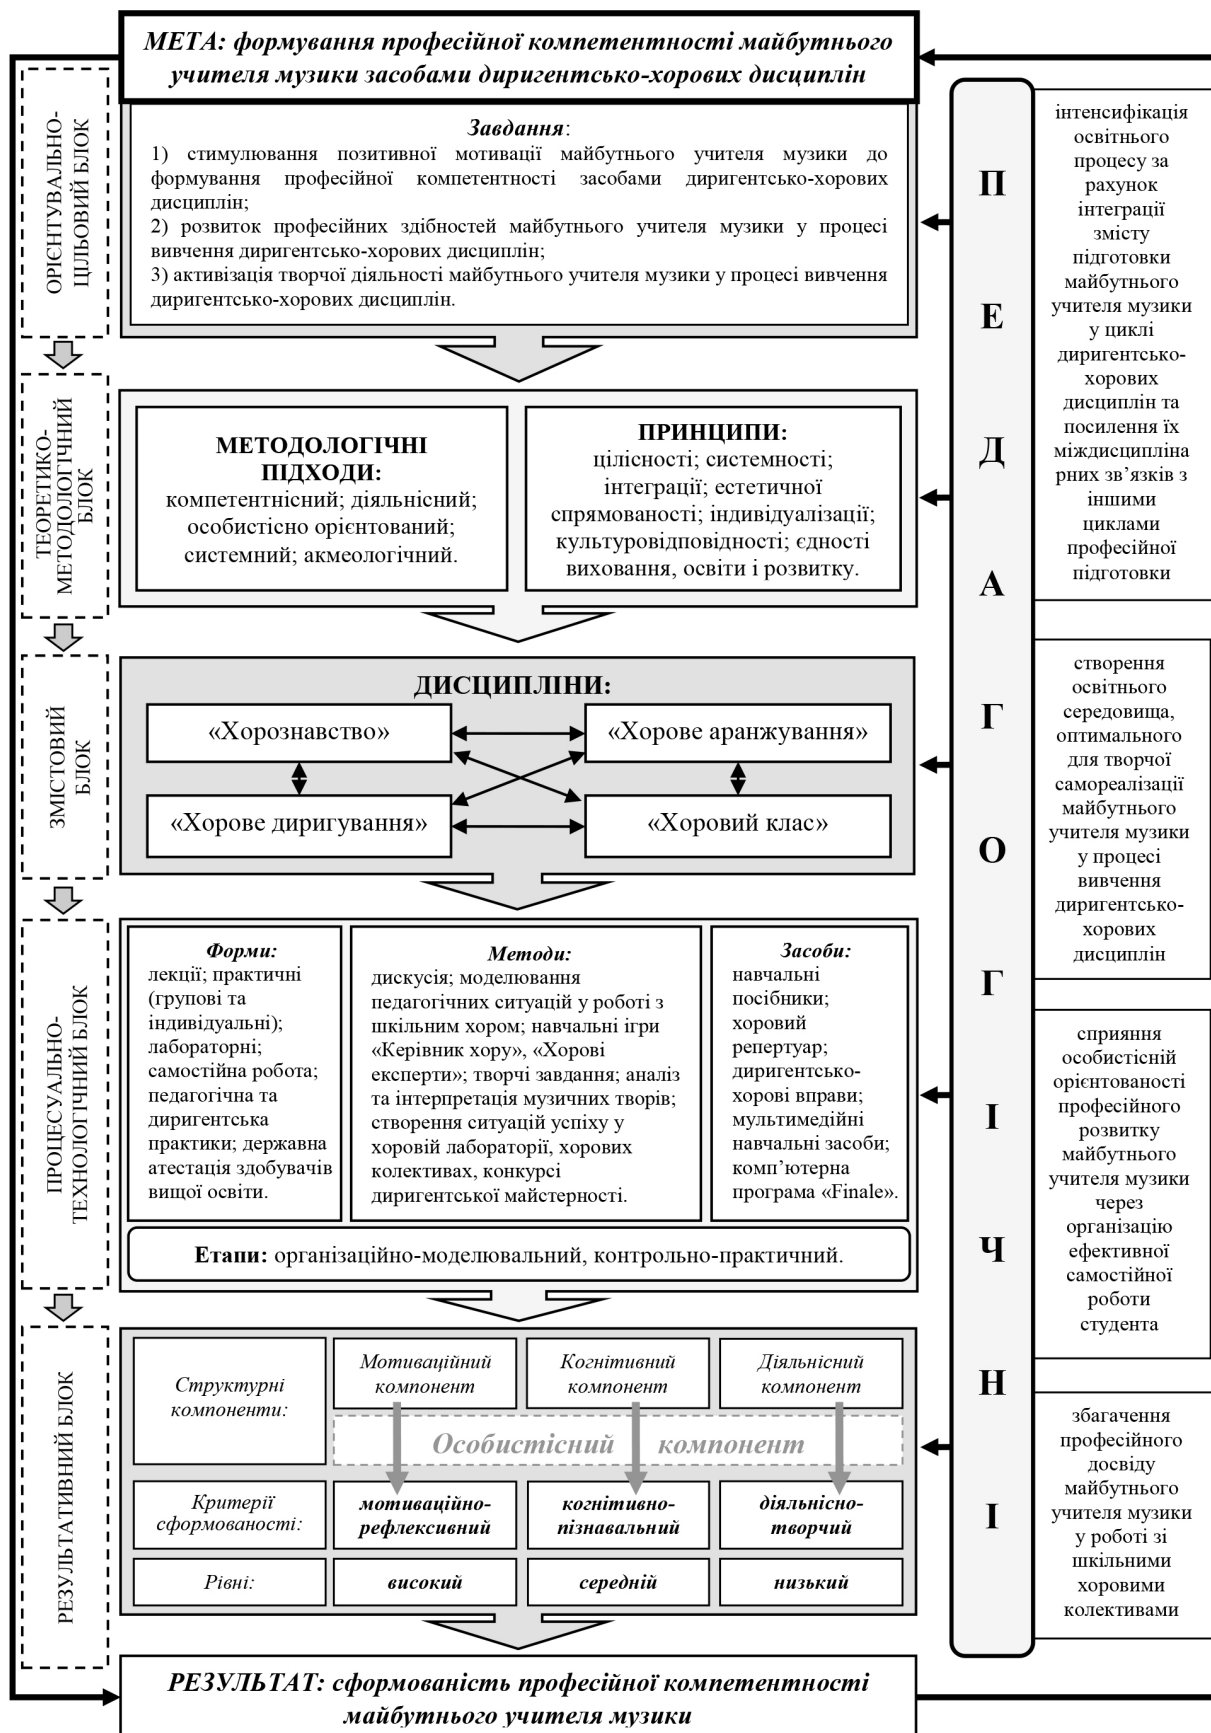 МЕТА: формування професійної компетентності майбутнього
учителя музики засобами диригентсько-хорових дисциплін
ОРІЄНТУВАЛЬНО-
ЦІЛЬОВИЙ БЛОК
Завдання:
1) стимулювання позитивної мотивації майбутнього учителя музики до
формування професійної компетентності засобами диригентсько-хорових
дисциплін;
2) розвиток професійних здібностей майбутнього учителя музики у процесі
вивчення диригентсько-хорових дисциплін;
3) активізація творчої діяльності майбутнього учителя музики у процесі вивчення
диригентсько-хорових дисциплін.
ТЕОРЕТИКО-
МЕТОДОЛОГІЧНИЙ
БЛОК
МЕТОДОЛОГІЧНІ
ПІДХОДИ:
компетентнісний; діяльнісний;
особистісно орієнтований;
системний; акмеологічний.
ПРИНЦИПИ:
цілісності; системності;
інтеграції; естетичної
спрямованості; індивідуалізації;
культуровідповідності; єдності
виховання, освіти і розвитку.
ЗМІСТОВИЙ
БЛОК
ДИСЦИПЛІНИ:
«Хорознавство»
«Хорове аранжування»
«Хорове диригування»
«Хоровий клас»
ПРОЦЕСУАЛЬНО-
ТЕХНОЛОГІЧНИЙ БЛОК
Форми:
лекції; практичні
(групові та
індивідуальні);
лабораторні;
самостійна робота;
педагогічна та
диригентська
практики; державна
атестація здобувачів
вищої освіти.
Методи:
дискусія; моделювання
педагогічних ситуацій у роботі з
шкільним хором; навчальні ігри
«Керівник хору», «Хорові
експерти»; творчі завдання; аналіз
та інтерпретація музичних творів;
створення ситуацій успіху у
хоровій лабораторії, хорових
колективах, конкурсі
диригентської майстерності.
Засоби:
навчальні
посібники;
хоровий
репертуар;
диригентсько-
хорові вправи;
мультимедійні
навчальні засоби;
комп’ютерна
програма «Finale».
Етапи: організаційно-моделювальний, контрольно-практичний.
РЕЗУЛЬТАТИВНИЙ БЛОК
Структурні
компоненти:
Мотиваційний
компонент
Когнітивний
компонент
Діяльнісний
компонент
Особистісний компонент
Критерії
сформованості:
мотиваційно-
рефлексивний
когнітивно-
пізнавальний
діяльнісно-
творчий
Рівні:
високий
середній
низький
РЕЗУЛЬТАТ: сформованість професійної компетентності
майбутнього учителя музики
П
Е
Д
А
Г
О
Г
І
Ч
Н
І
інтенсифікація
освітнього
процесу за
рахунок
інтеграції
змісту
підготовки
майбутнього
учителя музики
у циклі
диригентсько-
хорових
дисциплін та
посилення їх
міждисципліна
рних зв’язків з
іншими
циклами
професійної
підготовки
створення
освітнього
середовища,
оптимального
для творчої
самореалізації
майбутнього
учителя музики
у процесі
вивчення
диригентсько-
хорових
дисциплін
сприяння
особистісній
орієнтованості
професійного
розвитку
майбутнього
учителя музики
через
організацію
ефективної
самостійної
роботи
студента
збагачення
професійного
досвіду
майбутнього
учителя музики
у роботі зі
шкільними
хоровими
колективами